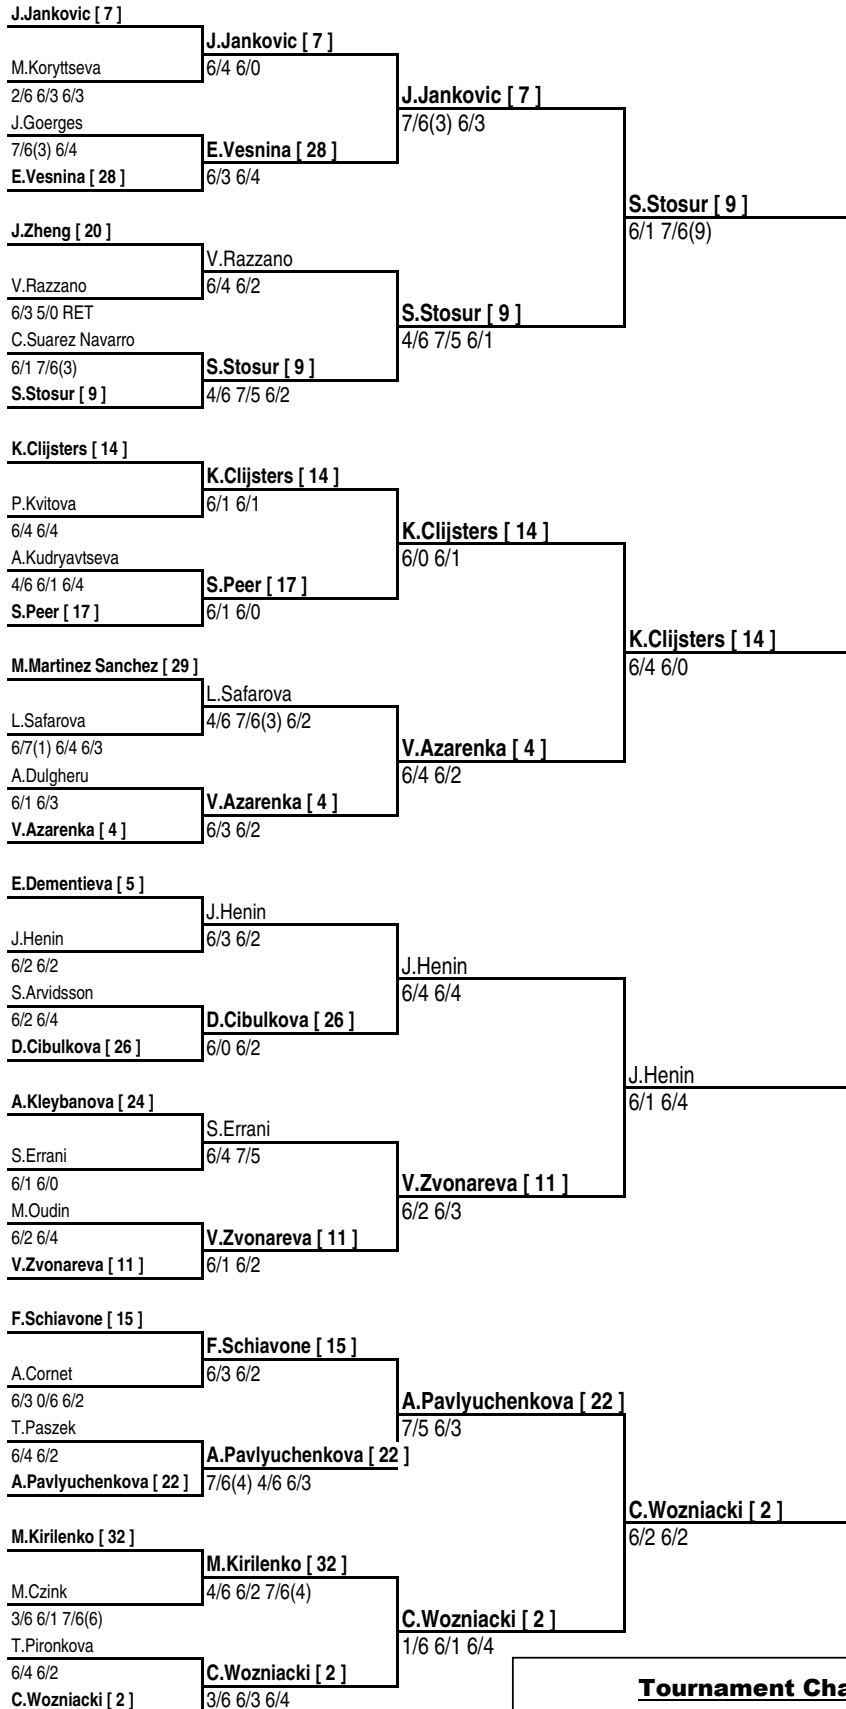 J.Jankovic [ 7 ]
M.Koryttseva
2/6 6/3 6/3
J.Goerges
7/6(3) 6/4
E.Vesnina [ 28 ]
J.Zheng [ 20 ]
V.Razzano
6/3 5/0 RET
C.Suarez Navarro
6/1 7/6(3)
S.Stosur [ 9 ]
K.Clijsters [ 14 ]
P.Kvitova
6/4 6/4
A.Kudryavtseva
4/6 6/1 6/4
S.Peer [ 17 ]
M.Martinez Sanchez [ 29 ]
L.Safarova
6/7(1) 6/4 6/3
A.Dulgheru
6/1 6/3
V.Azarenka [ 4 ]
E.Dementieva [ 5 ]
J.Henin
6/2 6/2
S.Arvidsson
6/2 6/4
D.Cibulkova [ 26 ]
A.Kleybanova [ 24 ]
S.Errani
6/1 6/0
M.Oudin
6/2 6/4
V.Zvonareva [ 11 ]
F.Schiavone [ 15 ]
A.Cornet
6/3 0/6 6/2
T.Paszek
6/4 6/2
A.Pavlyuchenkova [ 22 ]
M.Kirilenko [ 32 ]
M.Czink
3/6 6/1 7/6(6)
T.Pironkova
6/4 6/2
C.Wozniacki [ 2 ]
J.Jankovic [ 7 ]
6/4 6/0
E.Vesnina [ 28 ]
6/3 6/4
V.Razzano
6/4 6/2
S.Stosur [ 9 ]
4/6 7/5 6/2
K.Clijsters [ 14 ]
6/1 6/1
S.Peer [ 17 ]
6/1 6/0
L.Safarova
4/6 7/6(3) 6/2
V.Azarenka [ 4 ]
6/3 6/2
J.Henin
6/3 6/2
D.Cibulkova [ 26 ]
6/0 6/2
S.Errani
6/4 7/5
V.Zvonareva [ 11 ]
6/1 6/2
F.Schiavone [ 15 ]
6/3 6/2
A.Pavlyuchenkova [ 22 ]
7/6(4) 4/6 6/3
M.Kirilenko [ 32 ]
4/6 6/2 7/6(4)
C.Wozniacki [ 2 ]
3/6 6/3 6/4
J.Jankovic [ 7 ]
7/6(3) 6/3
S.Stosur [ 9 ]
4/6 7/5 6/1
K.Clijsters [ 14 ]
6/0 6/1
V.Azarenka [ 4 ]
6/4 6/2
J.Henin
6/4 6/4
V.Zvonareva [ 11 ]
6/2 6/3
A.Pavlyuchenkova [ 22 ]
7/5 6/3
C.Wozniacki [ 2 ]
1/6 6/1 6/4
S.Stosur [ 9 ]
6/1 7/6(9)
K.Clijsters [ 14 ]
6/4 6/0
J.Henin
6/1 6/4
C.Wozniacki [ 2 ]
6/2 6/2
Tournament Cha